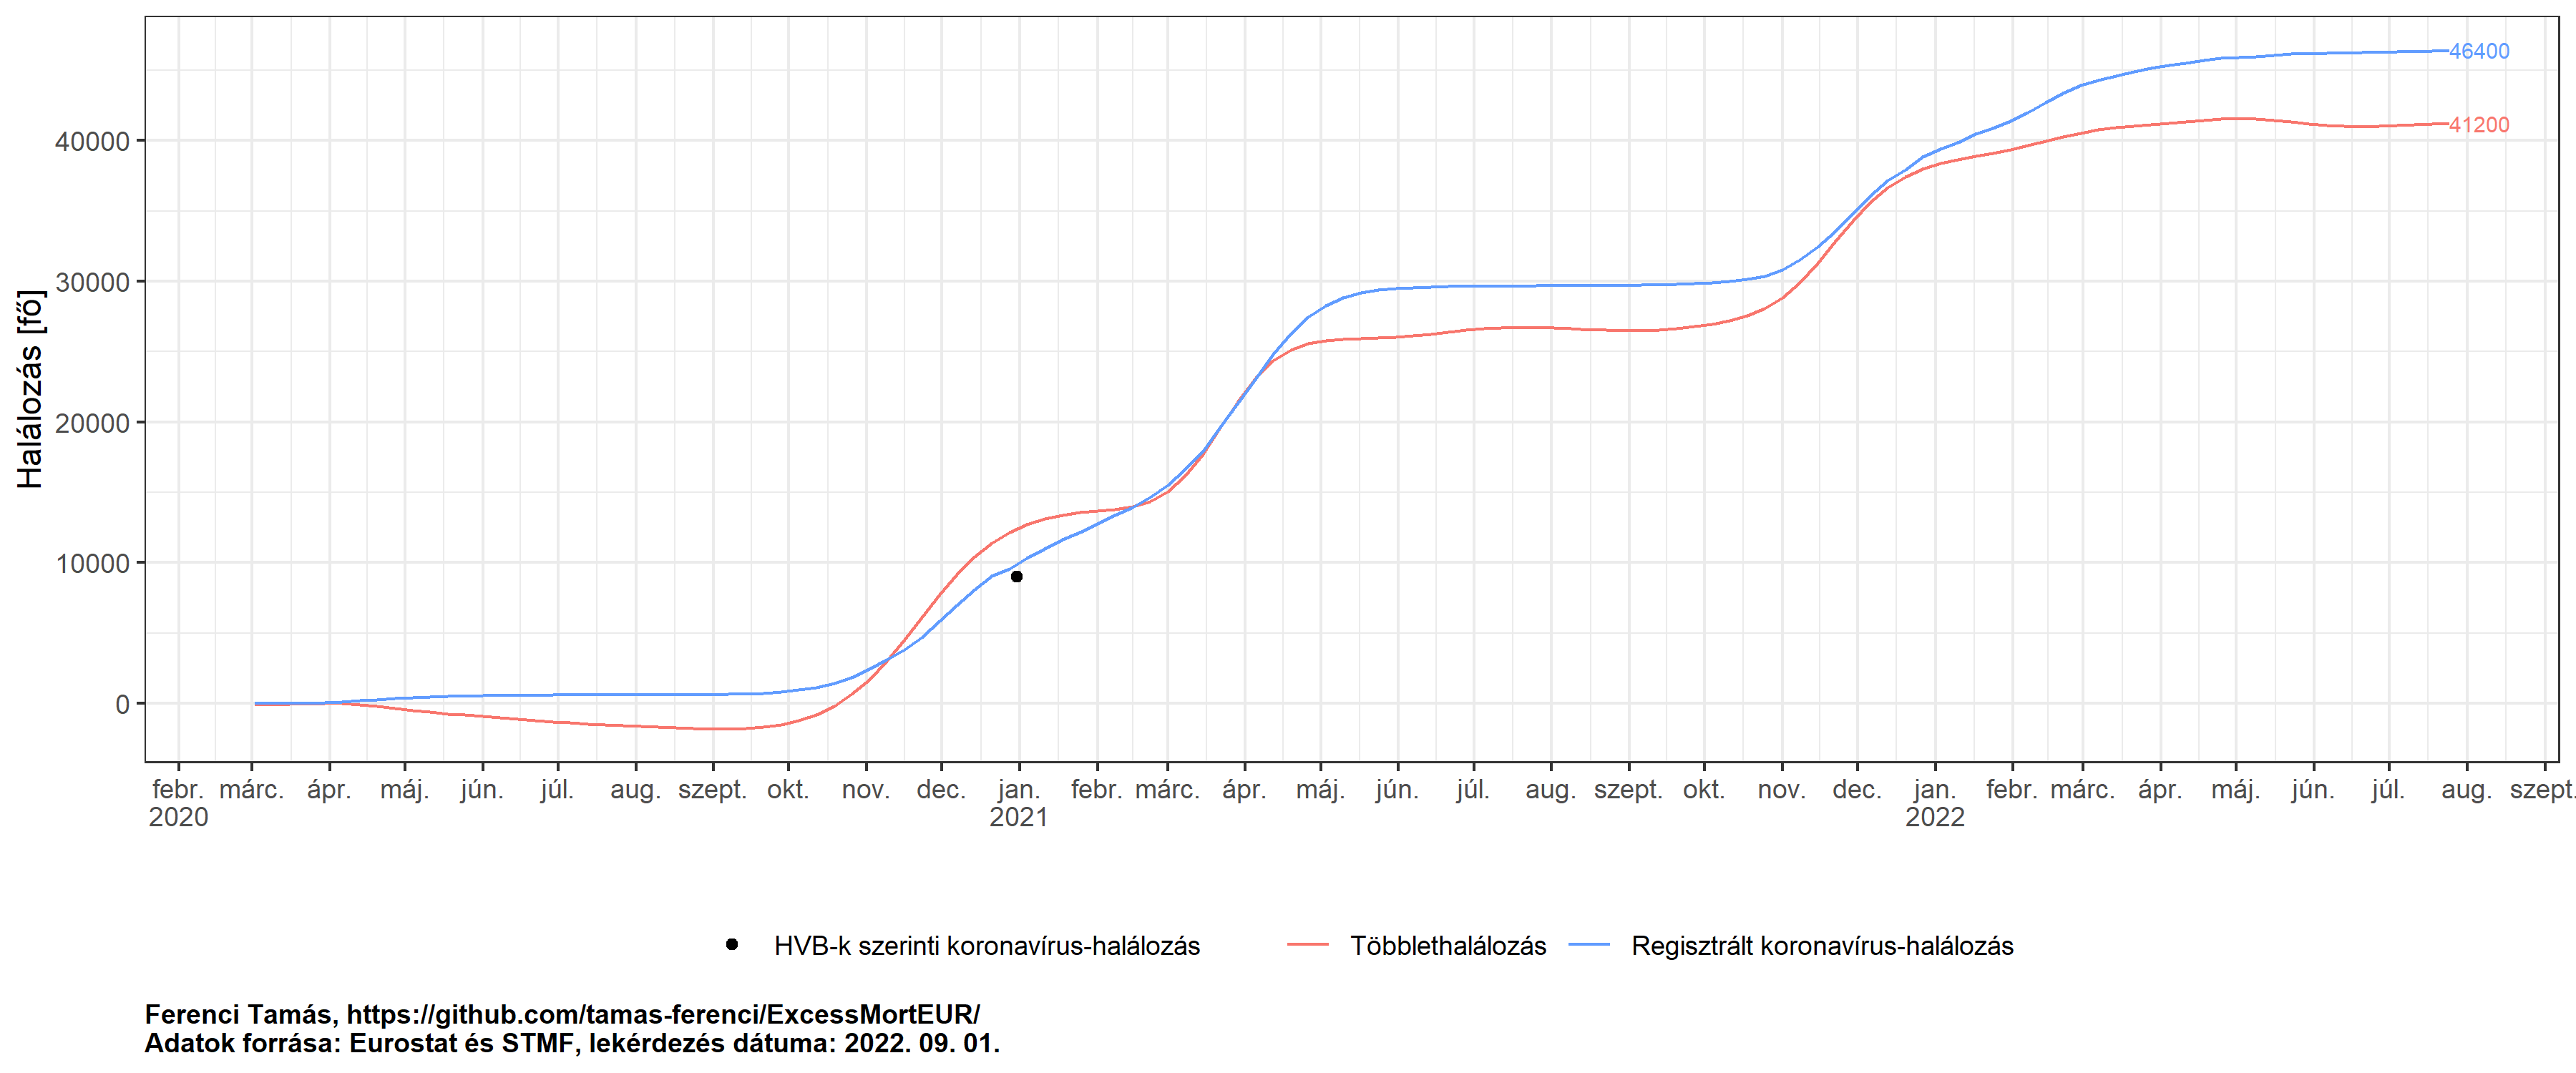 46400
41200
Halálozás [fő]
40000
30000
20000
10000
0
febr. márc. ápr. máj. jún. júl. aug. szept. okt. nov. dec. jan. febr. márc. ápr. máj. jún. júl. aug. szept. okt. nov. dec. jan. febr. márc. ápr. máj. jún. júl. aug. szept.
2020 2021 2022
HVB-k szerinti koronavírus-halálozás Többlethalálozás Regisztrált koronavírus-halálozás
Ferenci Tamás, https://github.com/tamas-ferenci/ExcessMortEUR/
Adatok forrása: Eurostat és STMF, lekérdezés dátuma: 2022. 09. 01.